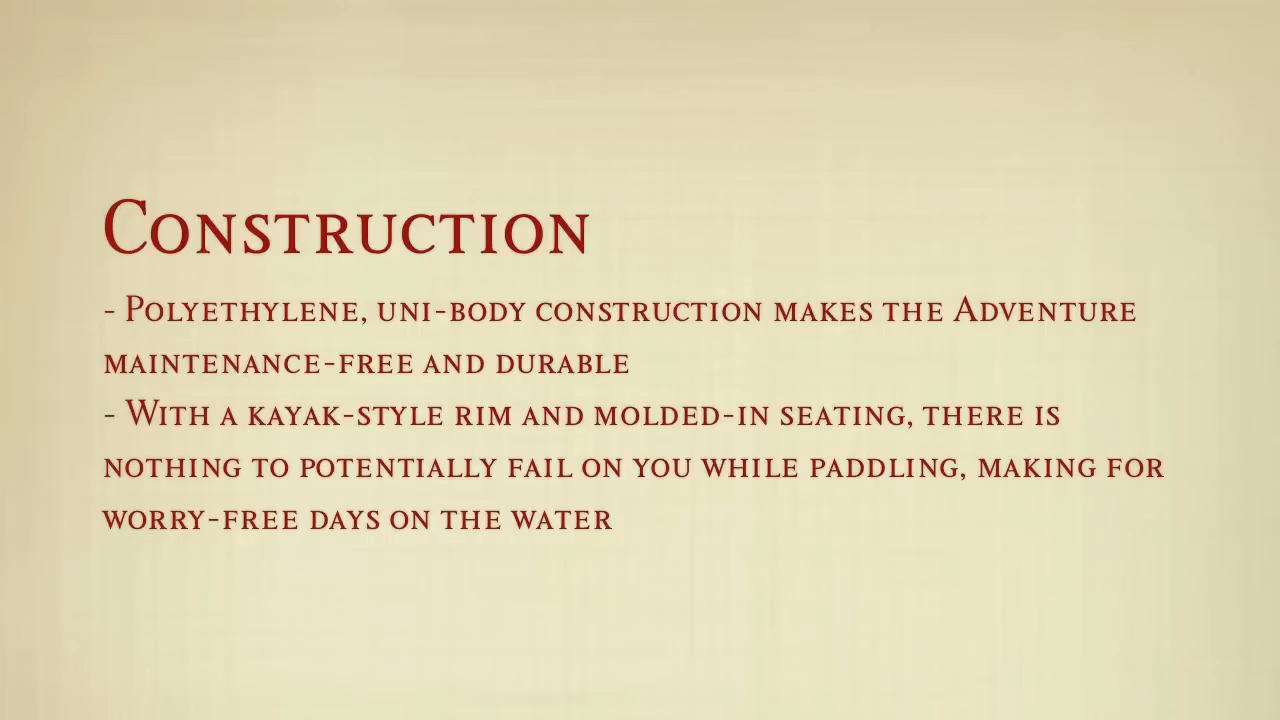 Construction
- Polyethylene, uni-body construction makes the Adventure
maintenance-free and durable
- With a kayak-style rim and molded-in seating, there is
nothing to potentially fail on you while paddling, making for
worry-free days on the water